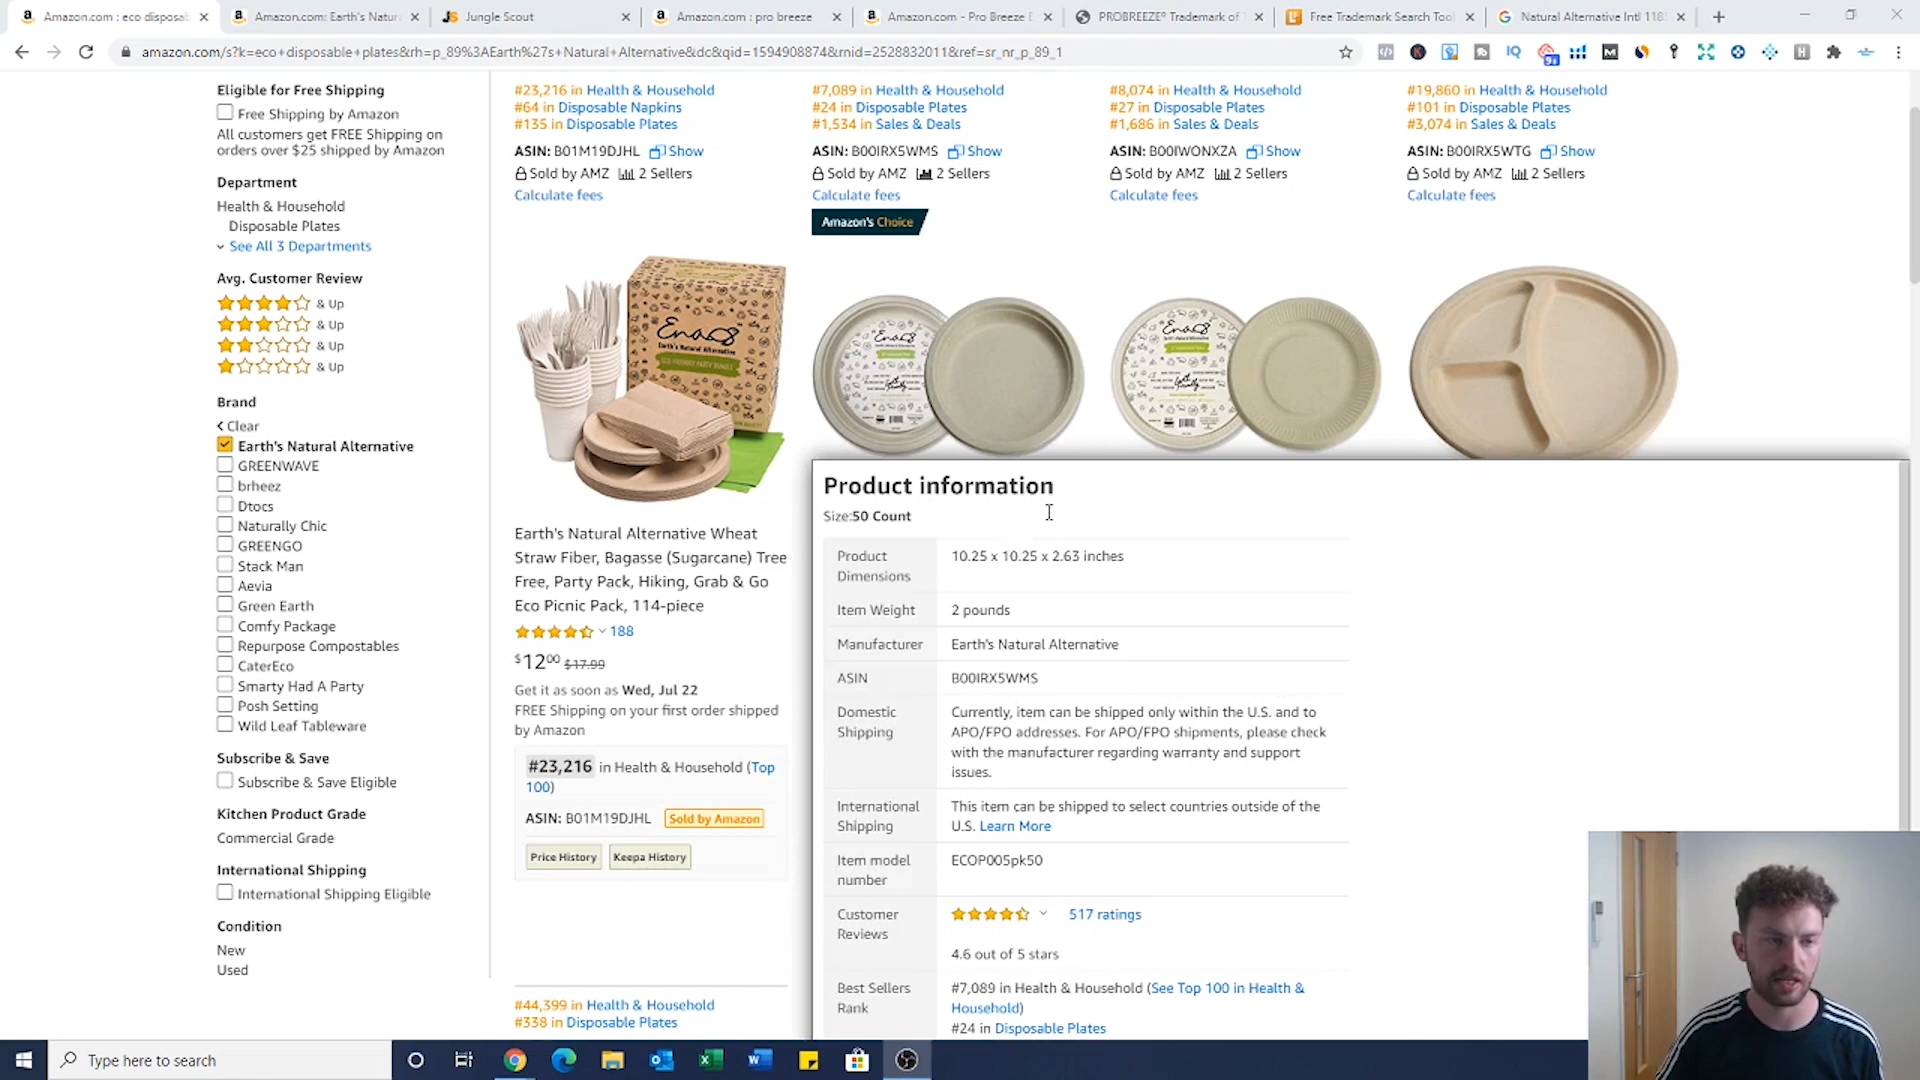 Amazon.com : eco disposal
Amazon.com: Earth's Natura
Jungle Scout
Amazon.com : pro breeze
Amazon.com - Pro Breeze E
PROBREEZE® Trademark of
Free Trademark Search Tool
Natural Alternative Intl 118
amazon.com/s?k=eco+disposable+plates&rh=p_89%3AEarth%27s+Natural+Alternative&dc&qid=1594908874&rnid=2528832011&ref=sr_nr_p_89_1
Eligible for Free Shipping
Free Shipping by Amazon
All customers get FREE Shipping on
orders over $25 shipped by Amazon
Department
Health & Household
Disposable Plates
See All 3 Departments
Avg. Customer Review
& Up
& Up
& Up
& Up
Brand
Clear
Earth's Natural Alternative
GREENWAVE
brheez
Dtocs
Naturally Chic
GREENGO
Stack Man
Aevia
Green Earth
Comfy Package
Repurpose Compostables
CaterEco
Smarty Had A Party
Posh Setting
Wild Leaf Tableware
Subscribe & Save
Subscribe & Save Eligible
Kitchen Product Grade
Commercial Grade
International Shipping
International Shipping Eligible
Condition
New
Used
#23,216 in Health & Household
#64 in Disposable Napkins
#135 in Disposable Plates
ASIN: B01M19DJHL Show
Sold by AMZ 2 Sellers
Calculate fees
#7,089 in Health & Household
#24 in Disposable Plates
#1,534 in Sales & Deals
ASIN: B00IRX5WMS Show
Sold by AMZ 2 Sellers
Calculate fees
Amazon's Choice
#8,074 in Health & Household
#27 in Disposable Plates
#1,686 in Sales & Deals
ASIN: B00IWONXZA Show
Sold by AMZ 2 Sellers
Calculate fees
#19,860 in Health & Household
#101 in Disposable Plates
#3,074 in Sales & Deals
ASIN: B00IRX5WTG Show
Sold by AMZ 2 Sellers
Calculate fees
Earth's Natural Alternative
Earth's Natural Alternative Wheat
Straw Fiber, Bagasse (Sugarcane) Tree
Free, Party Pack, Hiking, Grab & Go
Eco Picnic Pack, 114-piece
188
$12⁰⁰ $17.99
Get it as soon as Wed, Jul 22
FREE Shipping on your first order shipped
by Amazon
#23,216 in Health & Household (Top
100)
ASIN: B01M19DJHL Sold by Amazon
Price History Keepa History
#44,399 in Health & Household
#338 in Disposable Plates
Product information
Size:50 Count
Product
Dimensions
10.25 x 10.25 x 2.63 inches
Item Weight
2 pounds
Manufacturer
Earth's Natural Alternative
ASIN
B00IRX5WMS
Domestic
Shipping
Currently, item can be shipped only within the U.S. and to
APO/FPO addresses. For APO/FPO shipments, please check
with the manufacturer regarding warranty and support
issues.
International
Shipping
This item can be shipped to select countries outside of the
U.S. Learn More
Item model
number
ECOP005pk50
Customer
Reviews
517 ratings
4.6 out of 5 stars
Best Sellers
Rank
#7,089 in Health & Household (See Top 100 in Health &
Household)
#24 in Disposable Plates
Type here to search